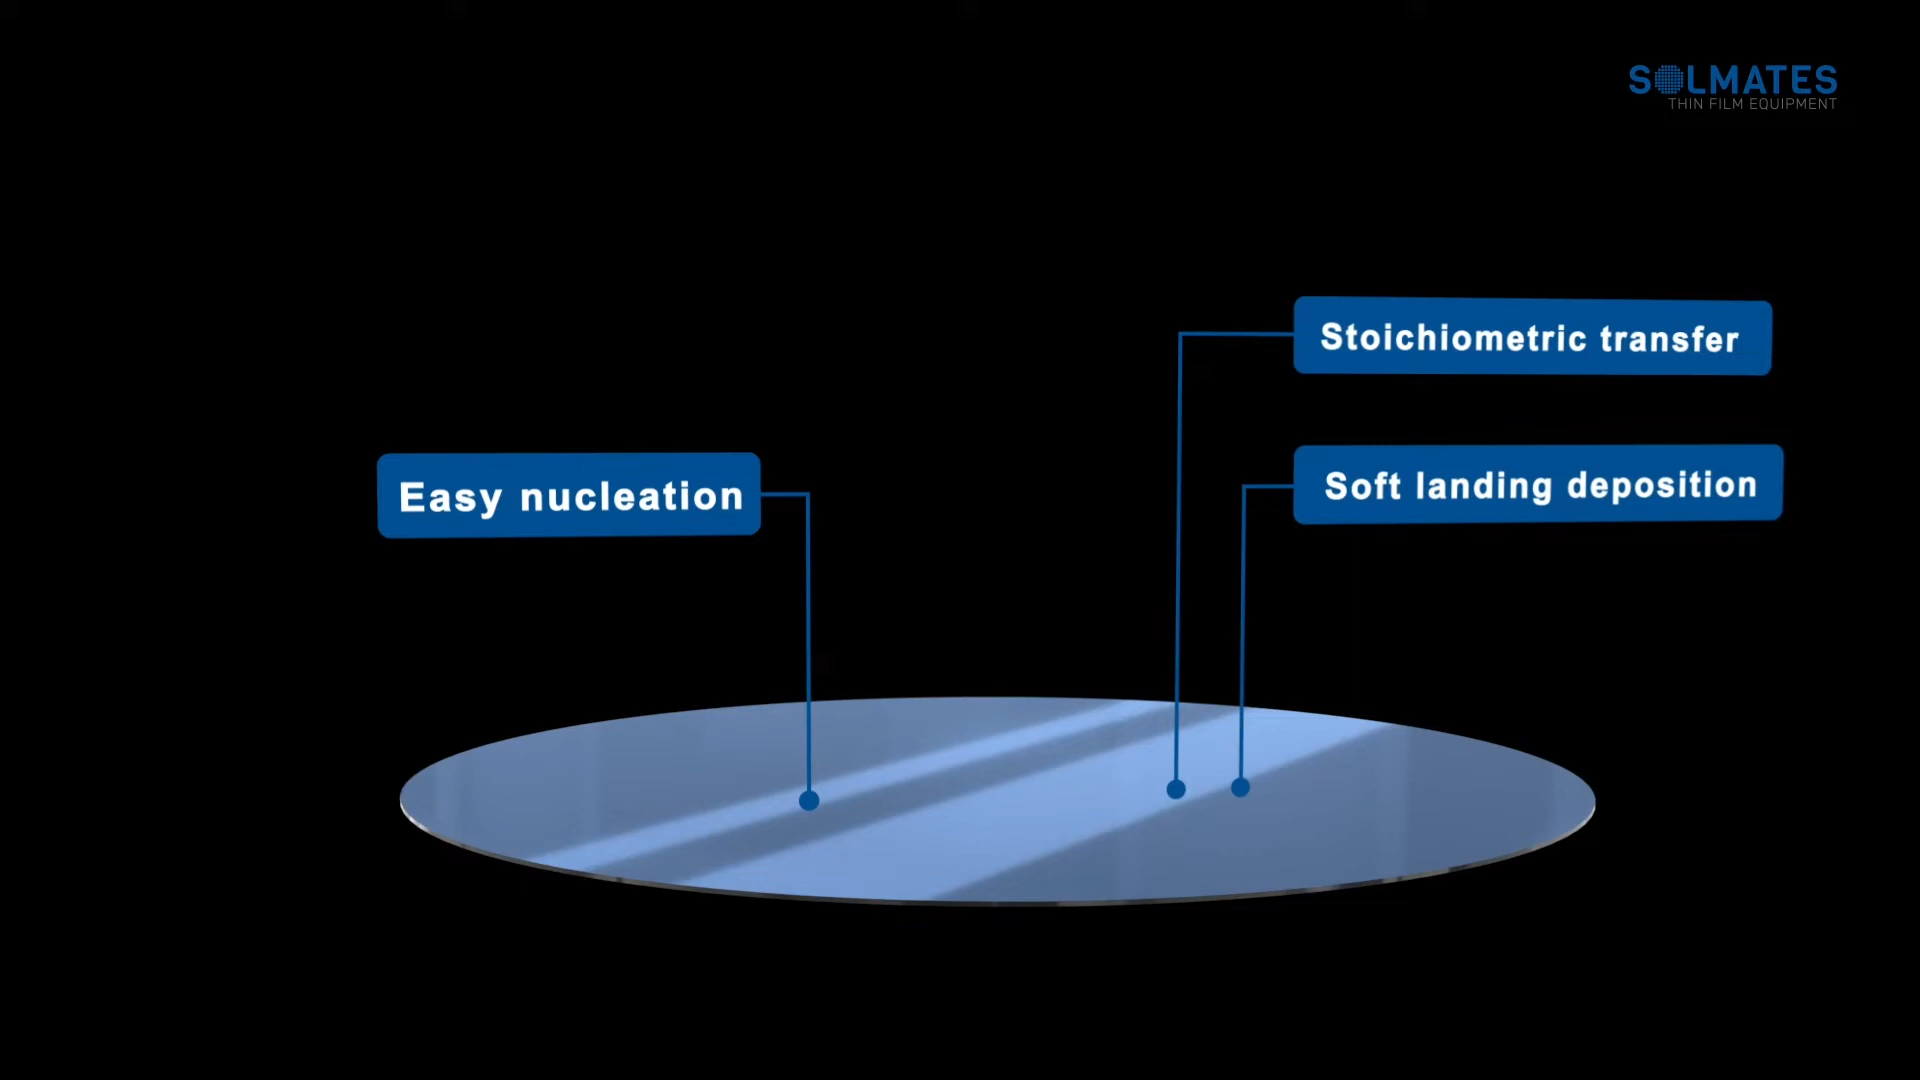 SOLMATES
THIN FILM EQUIPMENT
Stoichiometric transfer
Soft landing deposition
Easy nucleation